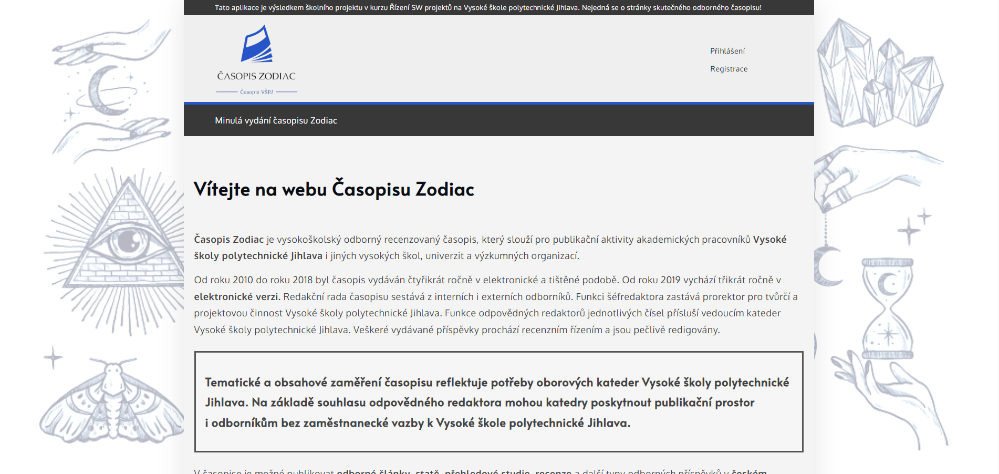 Tato aplikace je výsledkem školního projektu v kurzu Řízení SW projektů na Vysoké škole polytechnické Jihlava. Nejedná se o stránky skutečného odborného časopisu!
ČASOPIS ZODIAC
Časopis VŠPJ
Přihlášení
Registrace
Minulá vydání časopisu Zodiac
Vítejte na webu Časopisu Zodiac
Časopis Zodiac je vysokoškolský odborný recenzovaný časopis, který slouží pro publikační aktivity akademických pracovníků Vysoké
školy polytechnické Jihlava i jiných vysokých škol, univerzit a výzkumných organizací.
Od roku 2010 do roku 2018 byl časopis vydáván čtyřikrát ročně v elektronické a tištěné podobě. Od roku 2019 vychází třikrát ročně v
elektronické verzi. Redakční rada časopisu sestává z interních i externích odborníků. Funkci šéfredaktora zastává prorektor pro tvůrčí a
projektovou činnost Vysoké školy polytechnické Jihlava. Funkce odpovědných redaktorů jednotlivých čísel přísluší vedoucím kateder
Vysoké školy polytechnické Jihlava. Veškeré vydávané příspěvky prochází recenzním řízením a jsou pečlivě redigovány.
Tematické a obsahové zaměření časopisu reflektuje potřeby oborových kateder Vysoké školy polytechnické
Jihlava. Na základě souhlasu odpovědného redaktora mohou katedry poskytnout publikační prostor
i odborníkům bez zaměstnanecké vazby k Vysoké škole polytechnické Jihlava.
V časopise je možné publikovat odborné články, statě, přehledové studie, recenze a další typy odborných příspěvků v českém